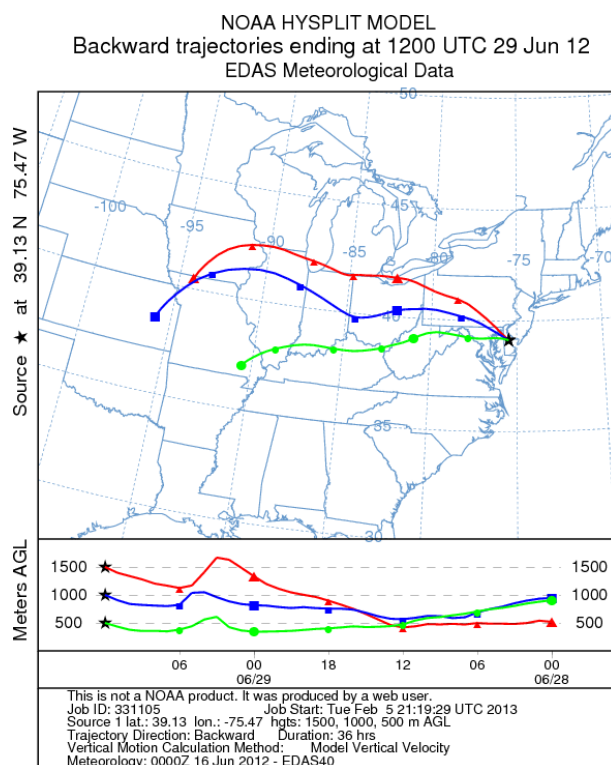 NOAA HYSPLIT MODEL
Backward trajectories ending at 1200 UTC 29 Jun 12
EDAS Meteorological Data
Source ★ at 39.13 N 75.47 W
50
-100
-95
-90
-85
45
-80
-75
-70
40
35
30
Meters AGL
1500
1500
1000
1000
500
500
06
00
18
12
06
00
06/29
06/28
This is not a NOAA product. It was produced by a web user.
Job ID: 331105 Job Start: Tue Feb 5 21:19:29 UTC 2013
Source 1 lat.: 39.13 lon.: -75.47 hgts: 1500, 1000, 500 m AGL
Trajectory Direction: Backward Duration: 36 hrs
Vertical Motion Calculation Method: Model Vertical Velocity
Meteorology: 0000Z 16 Jun 2012 - EDAS40